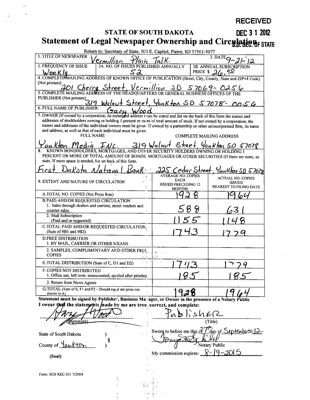 RECEIVED
DEC 31 2012
STATE OF SOUTH DAKOTA
Statement of Legal Newspaper Ownership and Circulation
Return to: Secretary of State, 500 E. Capitol, Pierre, SD 57501-5077
1. TITLE OF NEWSPAPER Vermillion Plain Talk
2. DATE 9-21-12
3. FREQUENCY OF ISSUE
Weekly
3A. NO. OF ISSUES PUBLISHED ANNUALLY
52
3B. ANNUAL SUBSCRIPTION
PRICE $ 26.50
4. COMPLETE MAILING ADDRESS OF KNOWN OFFICE OF PUBLICATION (Street, City, County, State and ZIP+4 Code)
(Not printers)
201 Cherry Street, Vermillion SD 57069-0256
5. COMPLETE MAILING ADDRESS OF THE HEADQUARTERS OR GENERAL BUSINESS OFFICES OF THE
PUBLISHER (Not printers)
319 Walnut Street, Yankton SD 57078-0056
6. FULL NAME OF PUBLISHER: Gary Wood
7. OWNER (If owned by a corporation, its name and address must be stated and also on the back of this form the names and
addresses of stockholders owning or holding 1 percent or more of total amount of stock. If not owned by a corporation, the
names and addresses of the individual owners must be given. If owned by a partnership or other unincorporated firm, its name
and address, as well as that of each individual must be given.
FULL NAME
COMPLETE MAILING ADDRESS
Yankton Media Inc. 319 Walnut Street, Yankton SD 57078
8. KNOWN BONDHOLDERS, MORTGAGES, AND OTHER SECURITY HOLDERS OWNING OR HOLDING 1
PERCENT OR MORE OF TOTAL AMOUNT OF BONDS, MORTGAGES OR OTHER SECURITIES (If there are none, so
state. If more space is needed, list on back of this form.
First Dakota National Bank 225 Cedar Street, Yankton SD 57078
9. EXTENT AND NATURE OF CIRCULATION
AVERAGE NO. COPIES
EACH
ISSUED PRECEDING 12
MONTHS
ACTUAL NO. COPIES
ISSUED
NEAREST TO FILING DATE
A. TOTAL NO. COPIES (Net Press Run)
1928
1964
B. PAID AND/OR REQUESTED CIRCULATION
1. Sales through dealers and carriers, street vendors and
counter sales.
588
631
2. Mail Subscription
(Paid and/or requested)
1155
1148
C. TOTAL PAID AND/OR REQUESTED CIRCULATION
(Sum of 9B1 and 9B2)
1743
1779
D. FREE DISTRIBUTION
1. BY MAIL, CARRIER OR OTHER MEANS
2. SAMPLES, COMPLIMENTARY AND OTHER FREE
COPIES
E. TOTAL DISTRIBUTION (Sum of C, D1 and D2)
1743
1779
F. COPIES NOT DISTRIBUTED
1. Office use, left over, unaccounted, spoiled after printing
185
185
2. Return from News Agents
G. TOTAL (Sum of E, F1 and F2 - Should equal net press run
shown in A)
1928
1964
Statement must be signed by Publisher, Business Manager, or Owner in the presence of a Notary Public
I swear that the statements made by me are true, correct, and complete:
Gary Wood
Publisher
(Signature)
(Title)
State of South Dakota )
County of Yankton )
Sworn to before me this 21st day of September, 2012
Notary Public
(Seal)
My commission expires: 8-19-2015
Form: SOS REC 051 7/2004